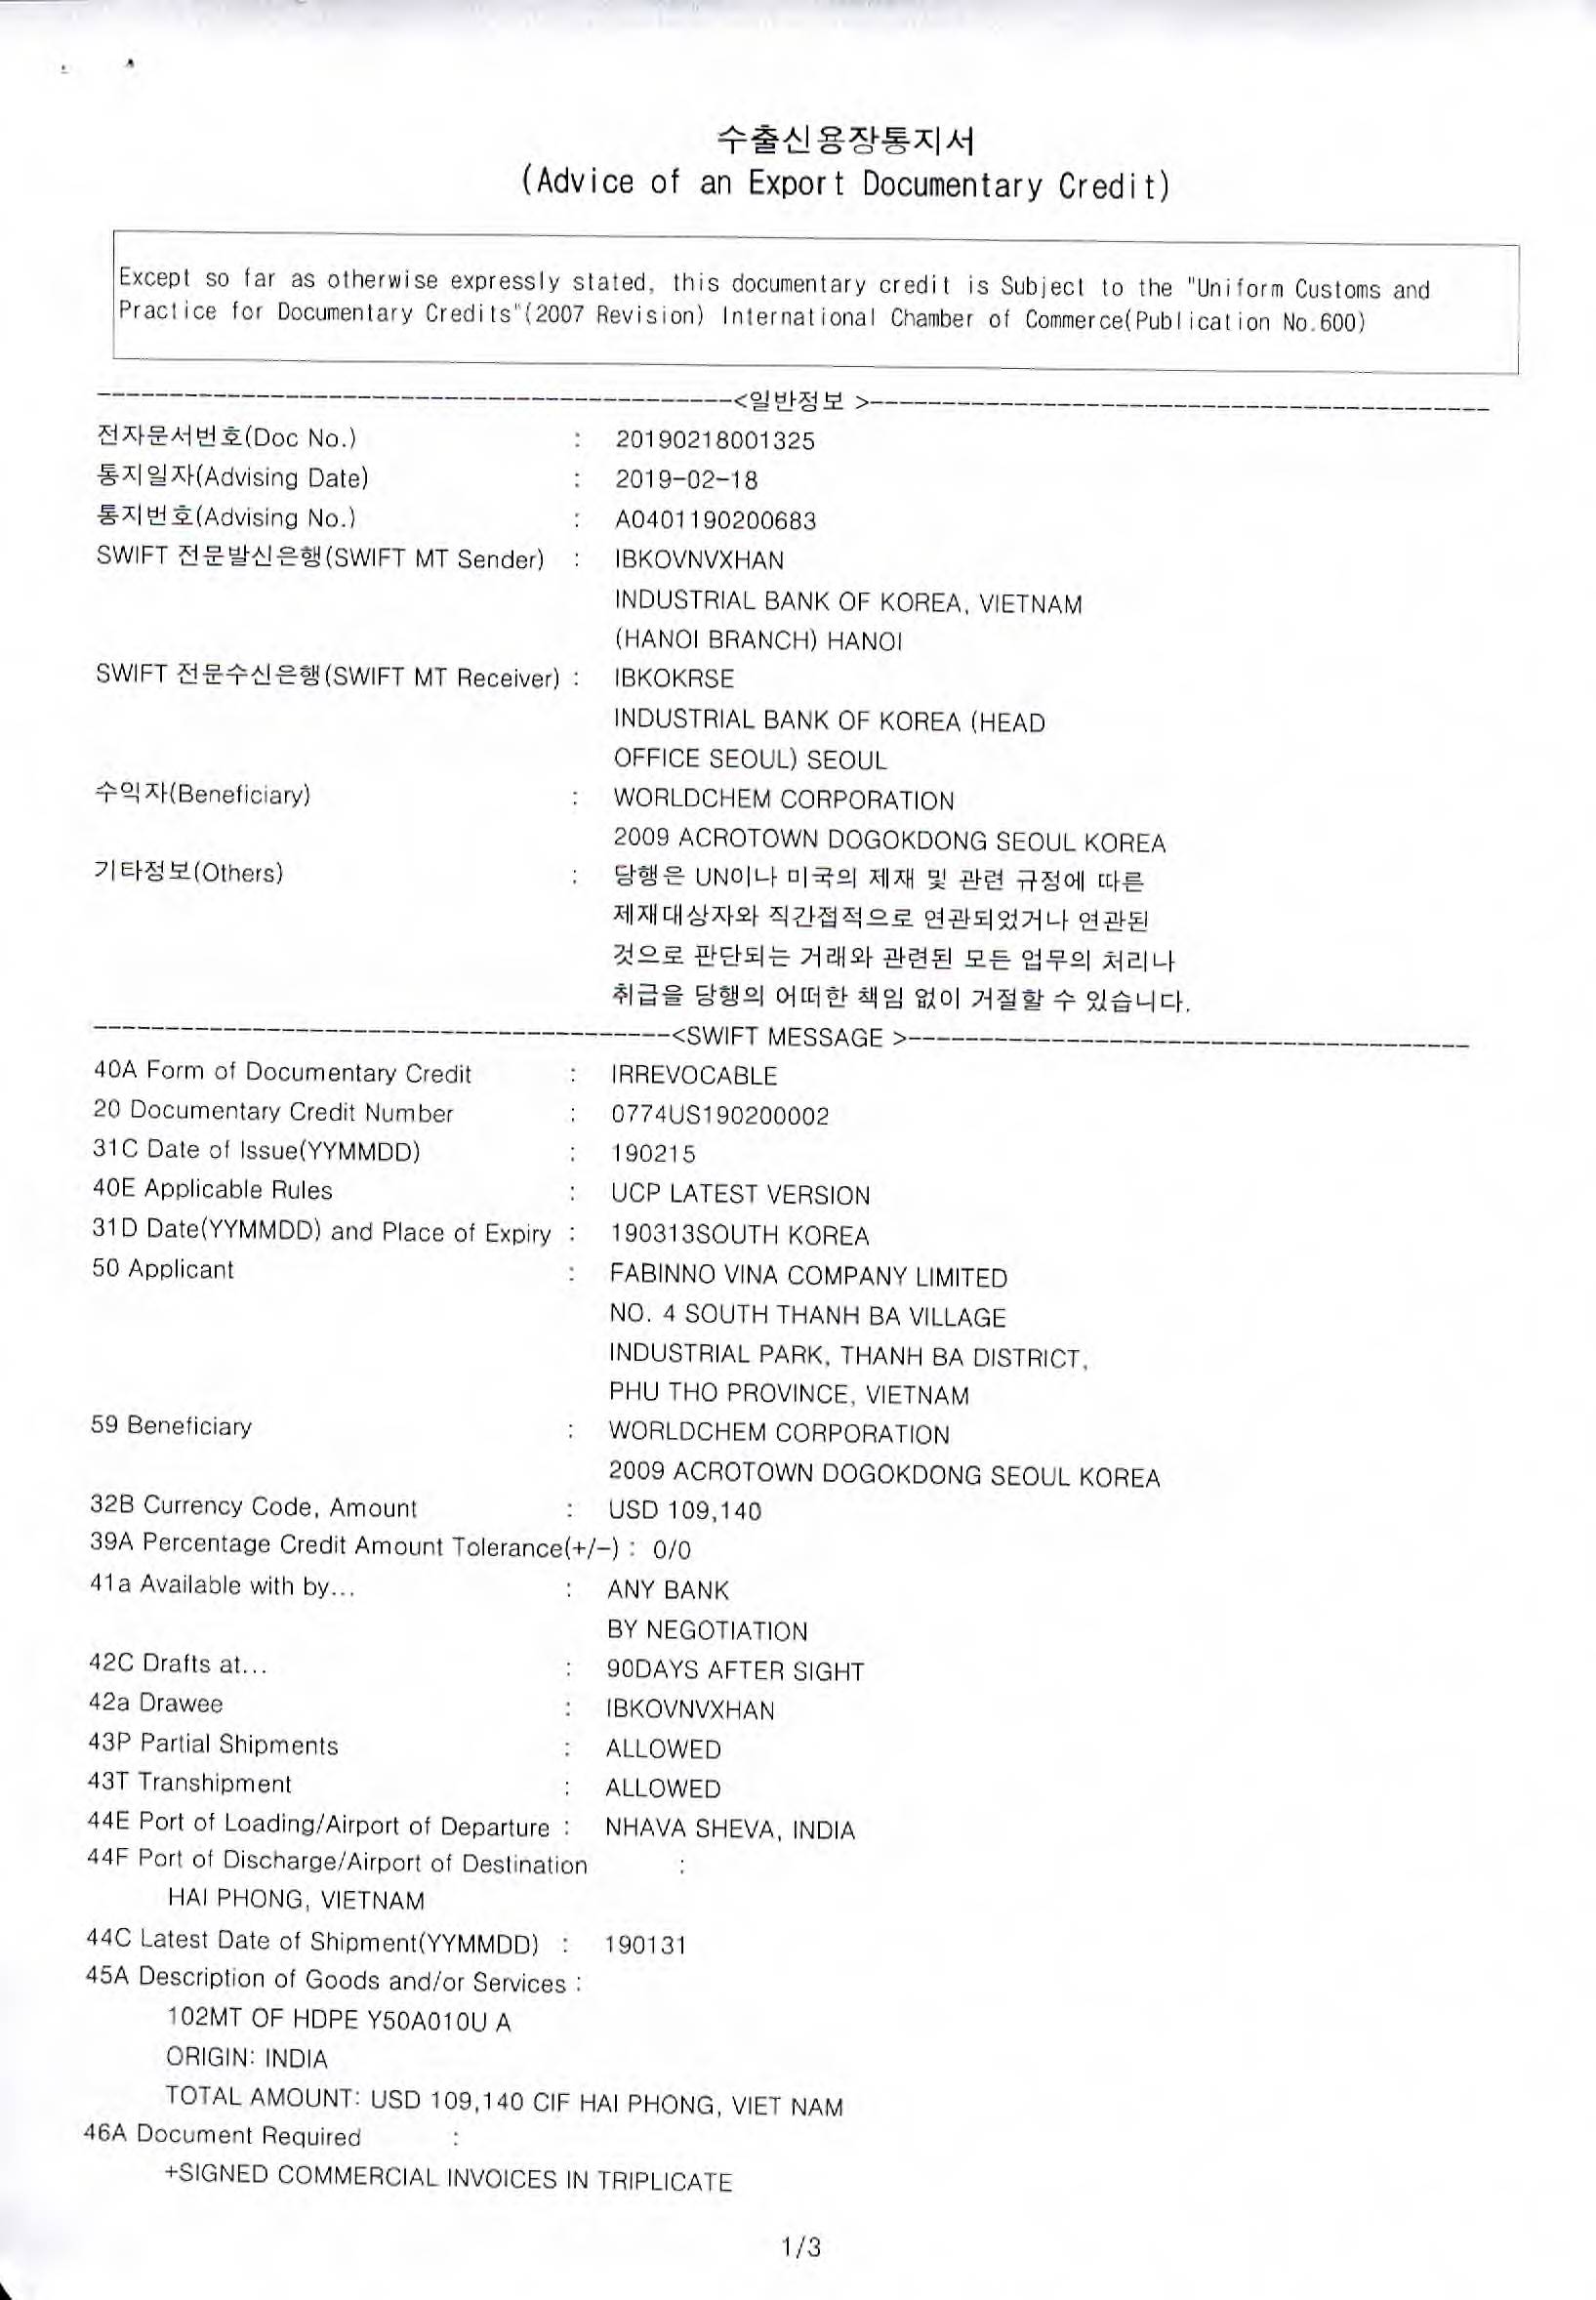 수출신용장통지서
(Advice of an Export Documentary Credit)
Except so far as otherwise expressly stated, this documentary credit is Subject to the "Uniform Customs and
Practice for Documentary Credits"(2007 Revision) International Chamber of Commerce(Publication No.600)
--------------------------------------------<일반정보 >--------------------------------------------
전자문서번호(Doc No.) : 20190218001325
통지일자(Advising Date) : 2019-02-18
통지번호(Advising No.) : A0401190200683
SWIFT 전문발신은행(SWIFT MT Sender) : IBKOVNVXHAN
INDUSTRIAL BANK OF KOREA, VIETNAM
(HANOI BRANCH) HANOI
SWIFT 전문수신은행(SWIFT MT Receiver) : IBKOKRSE
INDUSTRIAL BANK OF KOREA (HEAD
OFFICE SEOUL) SEOUL
수익자(Beneficiary) : WORLDCHEM CORPORATION
2009 ACROTOWN DOGOKDONG SEOUL KOREA
기타정보(Others) : 당행은 UN이나 미국의 제재 및 관련 규정에 따른
제재대상자와 직간접적으로 연관되었거나 연관된
것으로 판단되는 거래와 관련된 모든 업무의 처리나
취급을 당행의 어떠한 책임 없이 거절할 수 있습니다.
----------------------------------------<SWIFT MESSAGE >----------------------------------------
40A Form of Documentary Credit : IRREVOCABLE
20 Documentary Credit Number : 0774US190200002
31C Date of Issue(YYMMDD) : 190215
40E Applicable Rules : UCP LATEST VERSION
31D Date(YYMMDD) and Place of Expiry : 190313SOUTH KOREA
50 Applicant : FABINNO VINA COMPANY LIMITED
NO. 4 SOUTH THANH BA VILLAGE
INDUSTRIAL PARK, THANH BA DISTRICT,
PHU THO PROVINCE, VIETNAM
59 Beneficiary : WORLDCHEM CORPORATION
2009 ACROTOWN DOGOKDONG SEOUL KOREA
32B Currency Code, Amount : USD 109,140
39A Percentage Credit Amount Tolerance(+/-) : 0/0
41a Available with by... : ANY BANK
BY NEGOTIATION
42C Drafts at... : 90DAYS AFTER SIGHT
42a Drawee : IBKOVNVXHAN
43P Partial Shipments : ALLOWED
43T Transhipment : ALLOWED
44E Port of Loading/Airport of Departure : NHAVA SHEVA, INDIA
44F Port of Discharge/Airport of Destination :
HAI PHONG, VIETNAM
44C Latest Date of Shipment(YYMMDD) : 190131
45A Description of Goods and/or Services :
102MT OF HDPE Y50A010U A
ORIGIN: INDIA
TOTAL AMOUNT: USD 109,140 CIF HAI PHONG, VIET NAM
46A Document Required :
+SIGNED COMMERCIAL INVOICES IN TRIPLICATE
1/3